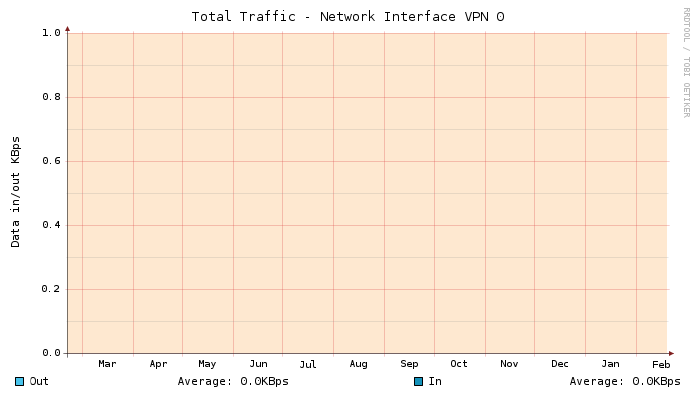 Total Traffic - Network Interface VPN 0
RRDTOOL / TOBI OETIKER
Data in/out KBps
1.0
0.8
0.6
0.4
0.2
0.0
Mar Apr May Jun Jul Aug Sep Oct Nov Dec Jan Feb
Out Average: 0.0KBps In Average: 0.0KBps